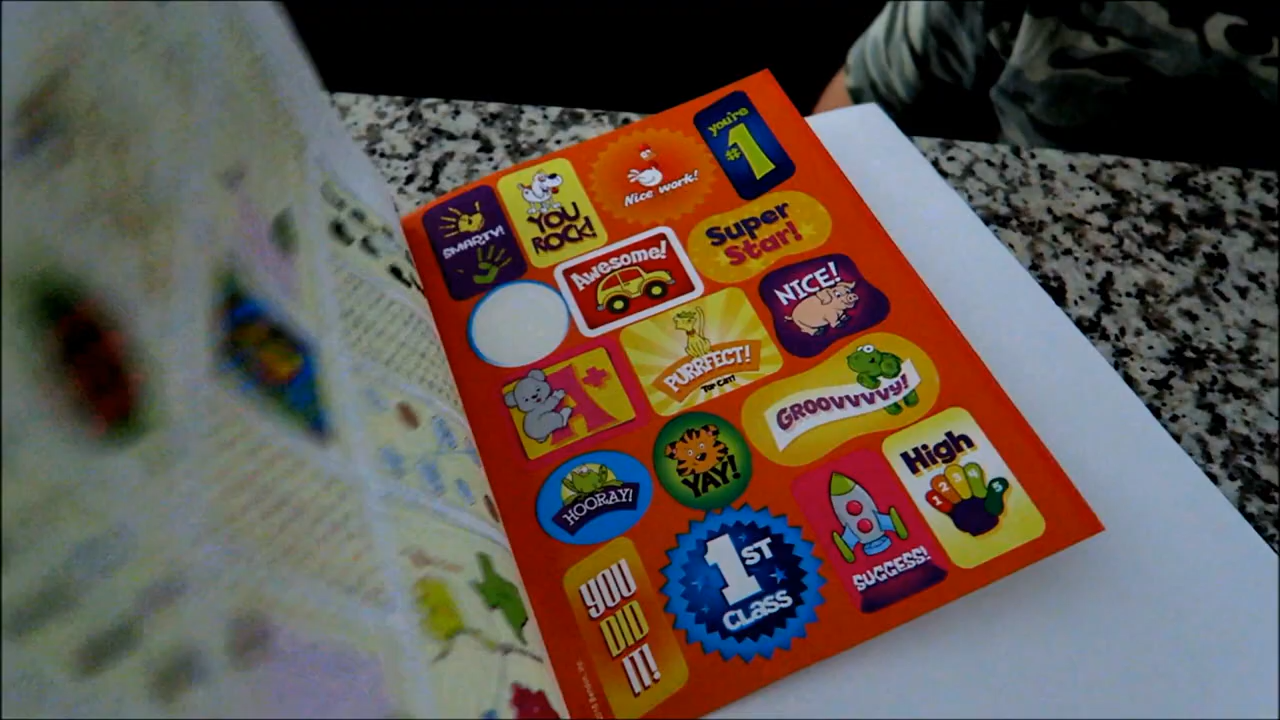 SMARTY!
YOU
ROCK!
Nice work!
you're
#1
Awesome!
Super
Star!
NICE!
PURRFECT!
TOP CAT!
A+
GROOVVVVY!
High
1 2 3 4 5
HOORAY!
YAY!
SUCCESS!
YOU
DID
IT!
1ST
CLASS